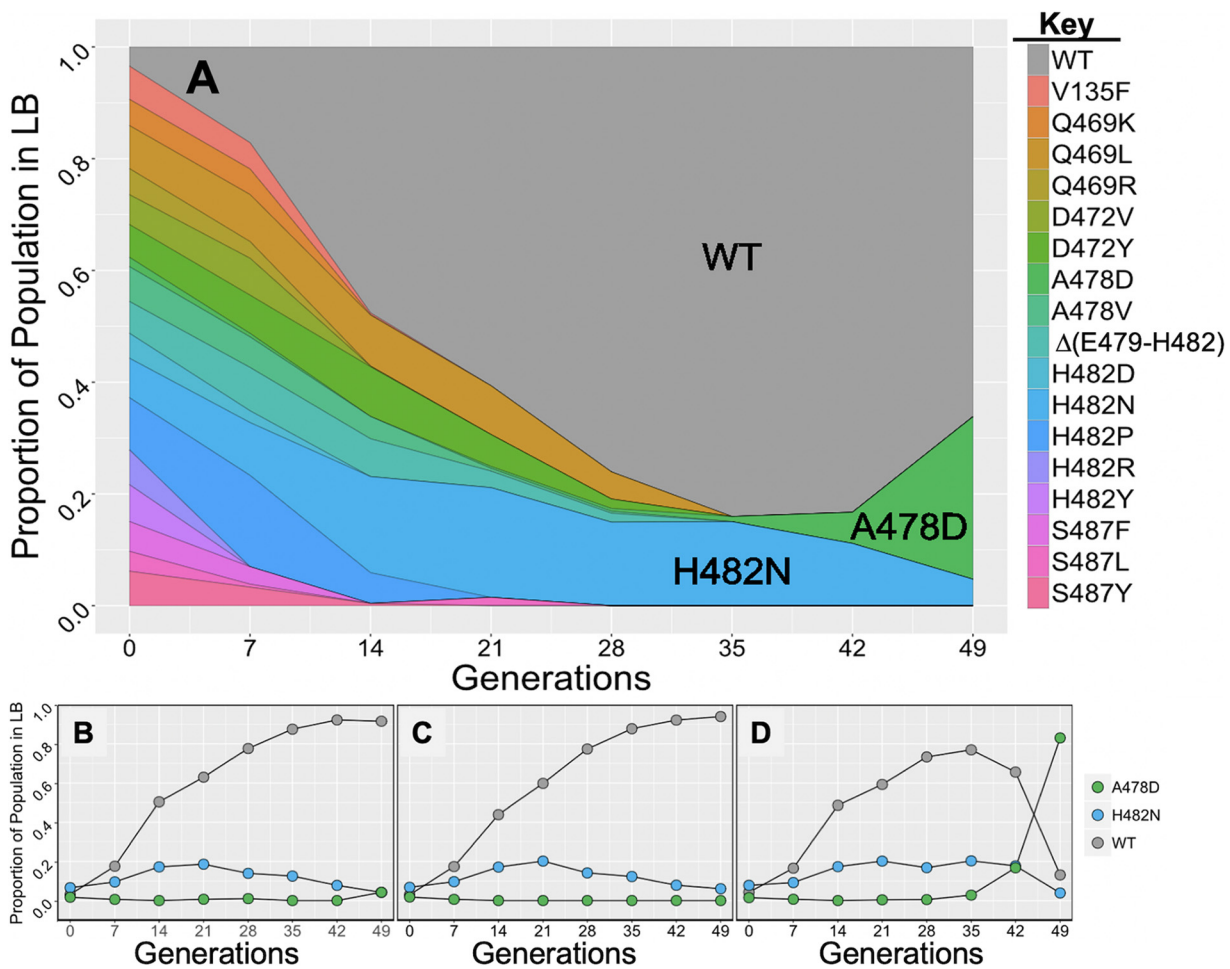 Key
A
WT
V135F
Q469K
Q469L
Q469R
D472V
D472Y
A478D
A478V
Δ(E479-H482)
H482D
H482N
H482P
H482R
H482Y
S487F
S487L
S487Y
Proportion of Population in LB
1.0
0.8
0.6
0.4
0.2
0.0
WT
A478D
H482N
0 7 14 21 28 35 42 49
Generations
Proportion of Population in LB
1.0
0.8
0.6
0.4
0.2
0.0
B
0 7 14 21 28 35 42 49
Generations
C
0 7 14 21 28 35 42 49
Generations
D
0 7 14 21 28 35 42 49
Generations
A478D
H482N
WT